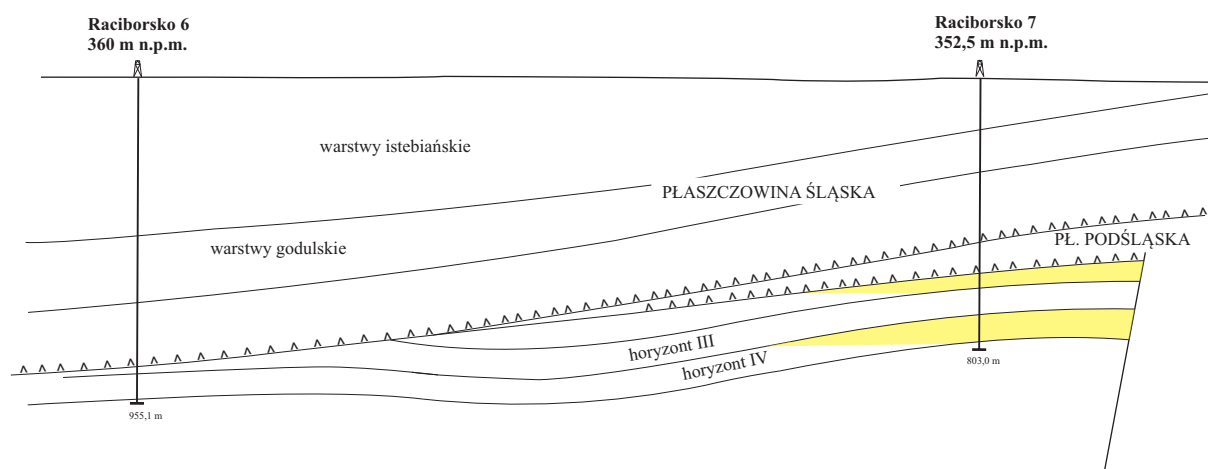 Raciborsko 6
360 m n.p.m.
Raciborsko 7
352,5 m n.p.m.
warstwy istebiańskie
PŁASZCZOWINA ŚLĄSKA
warstwy godulskie
PŁ. PODŚLĄSKA
horyzont III
horyzont IV
803,0 m
955,1 m